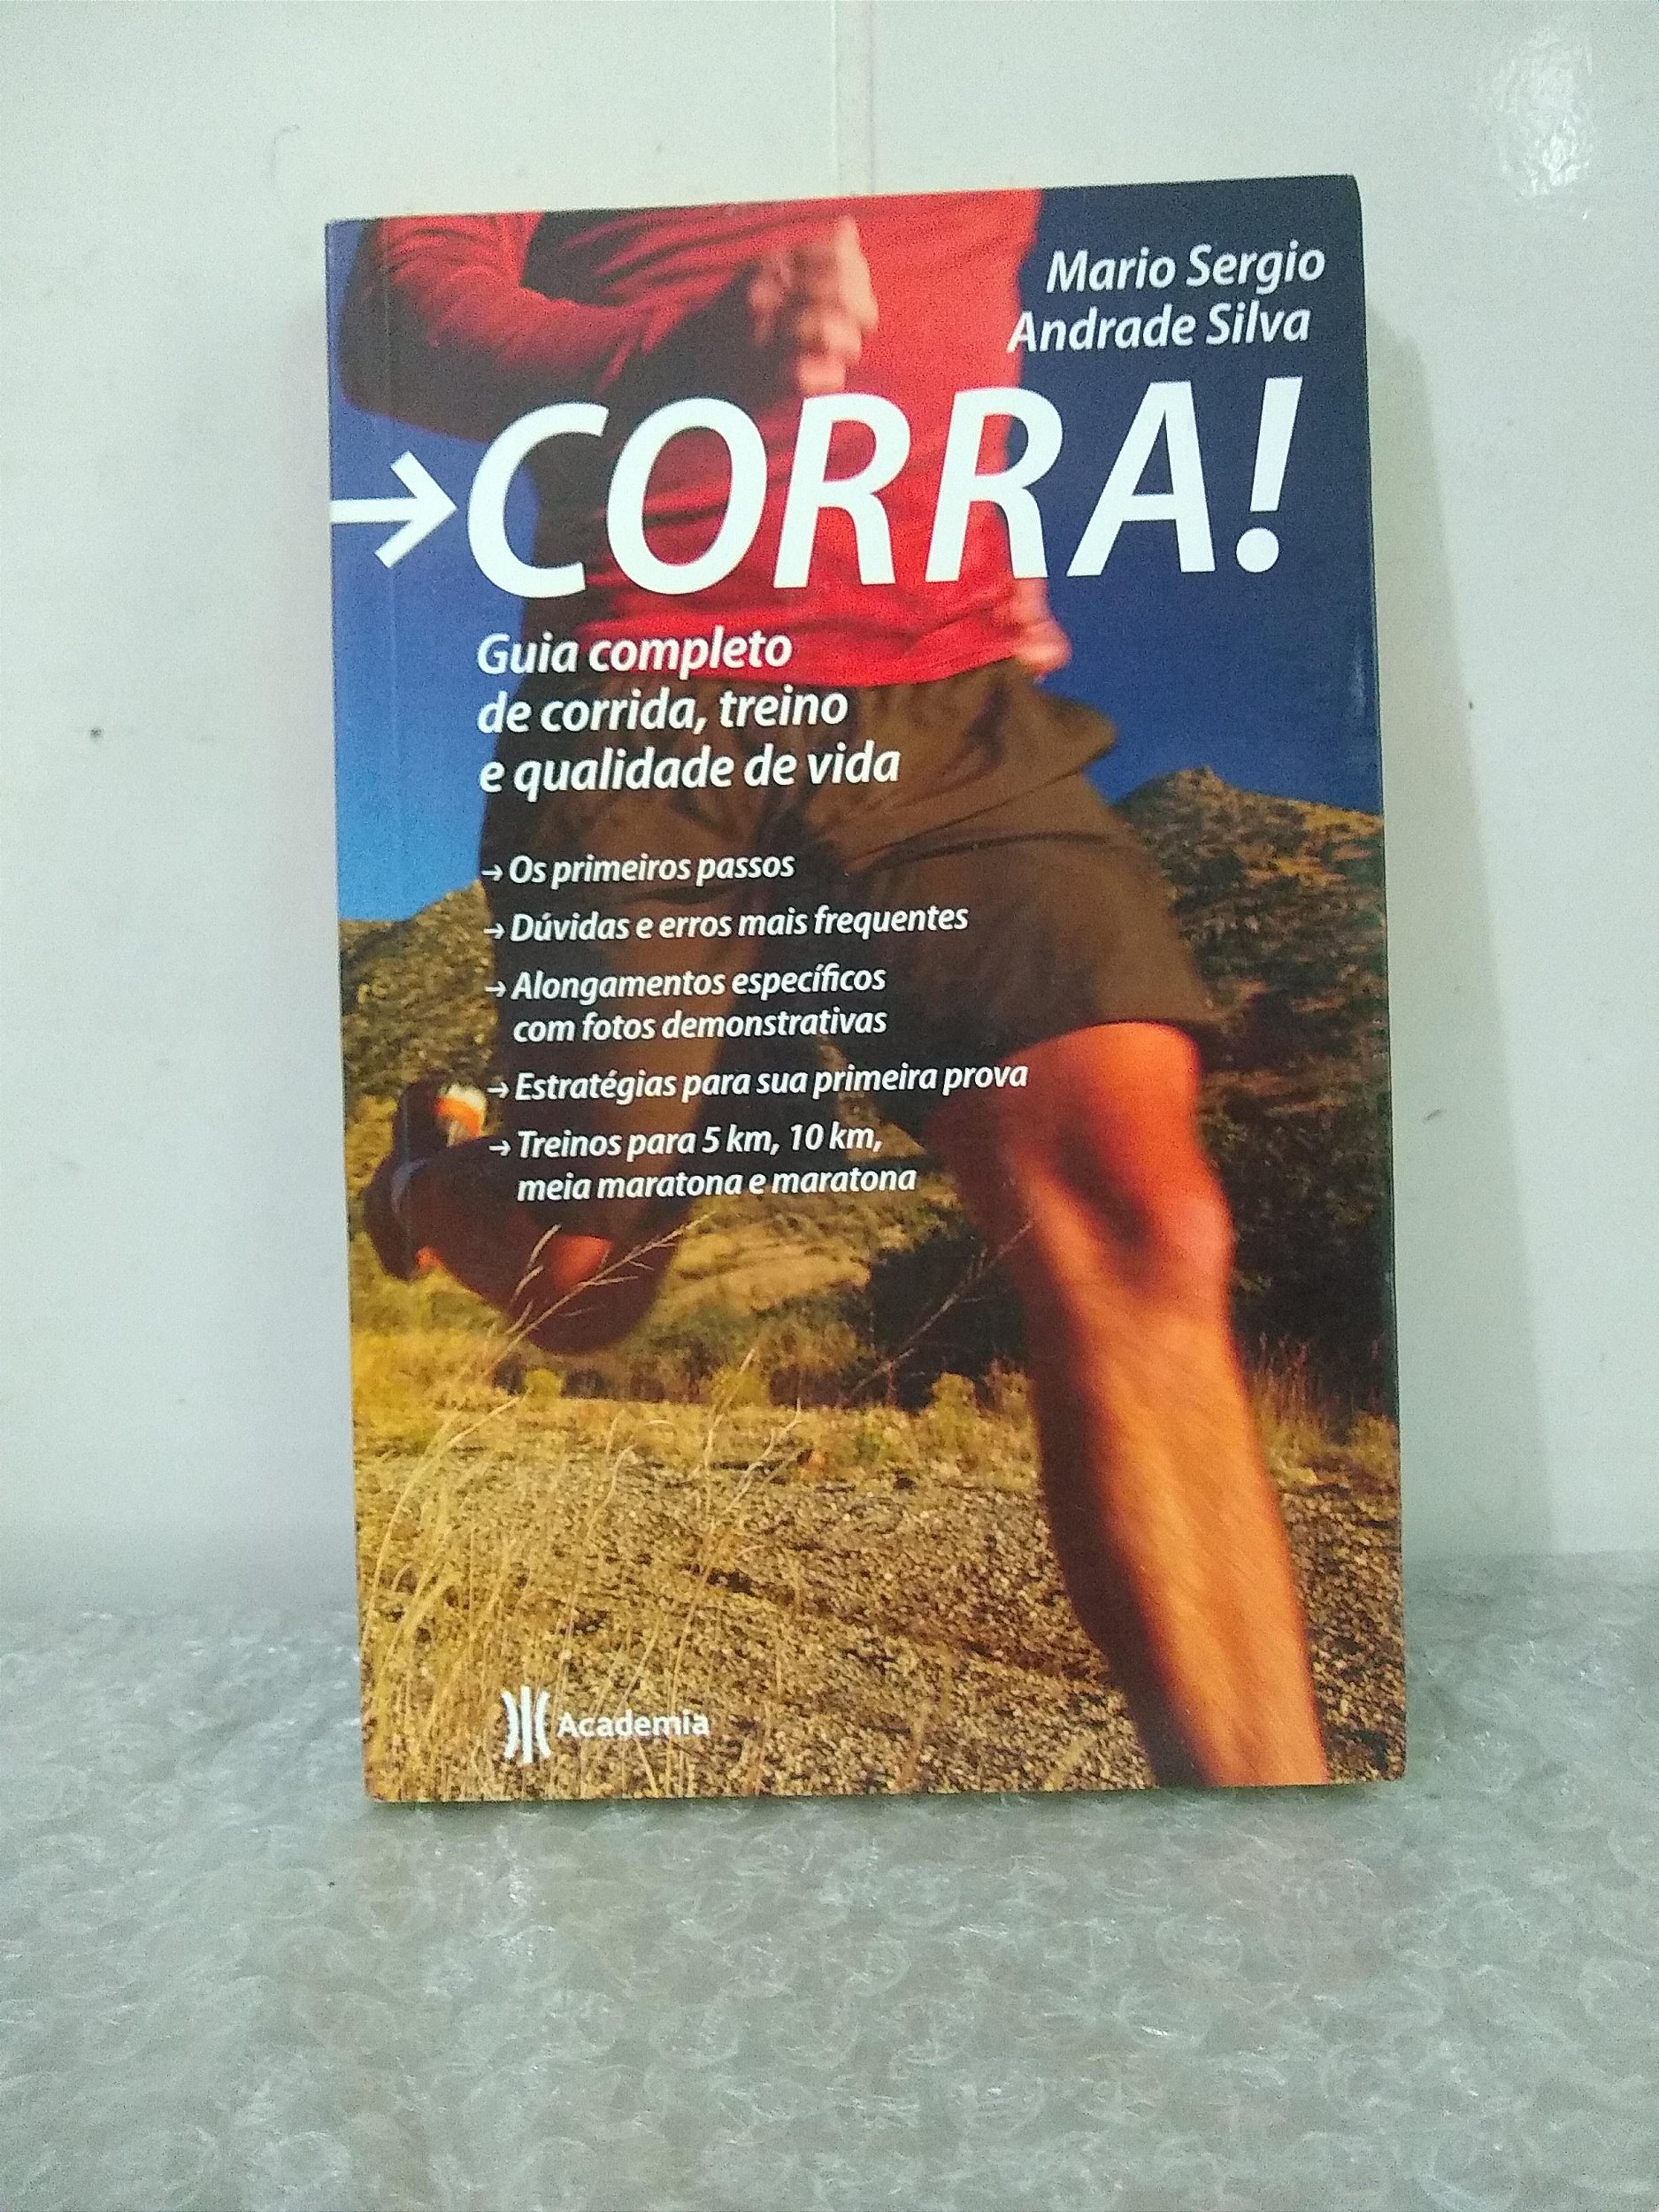 Mario Sergio
Andrade Silva
→CORRA!
Guia completo
de corrida, treino
e qualidade de vida
→ Os primeiros passos
→ Dúvidas e erros mais frequentes
→ Alongamentos específicos
com fotos demonstrativas
→ Estratégias para sua primeira prova
→ Treinos para 5 km, 10 km,
meia maratona e maratona
Academia